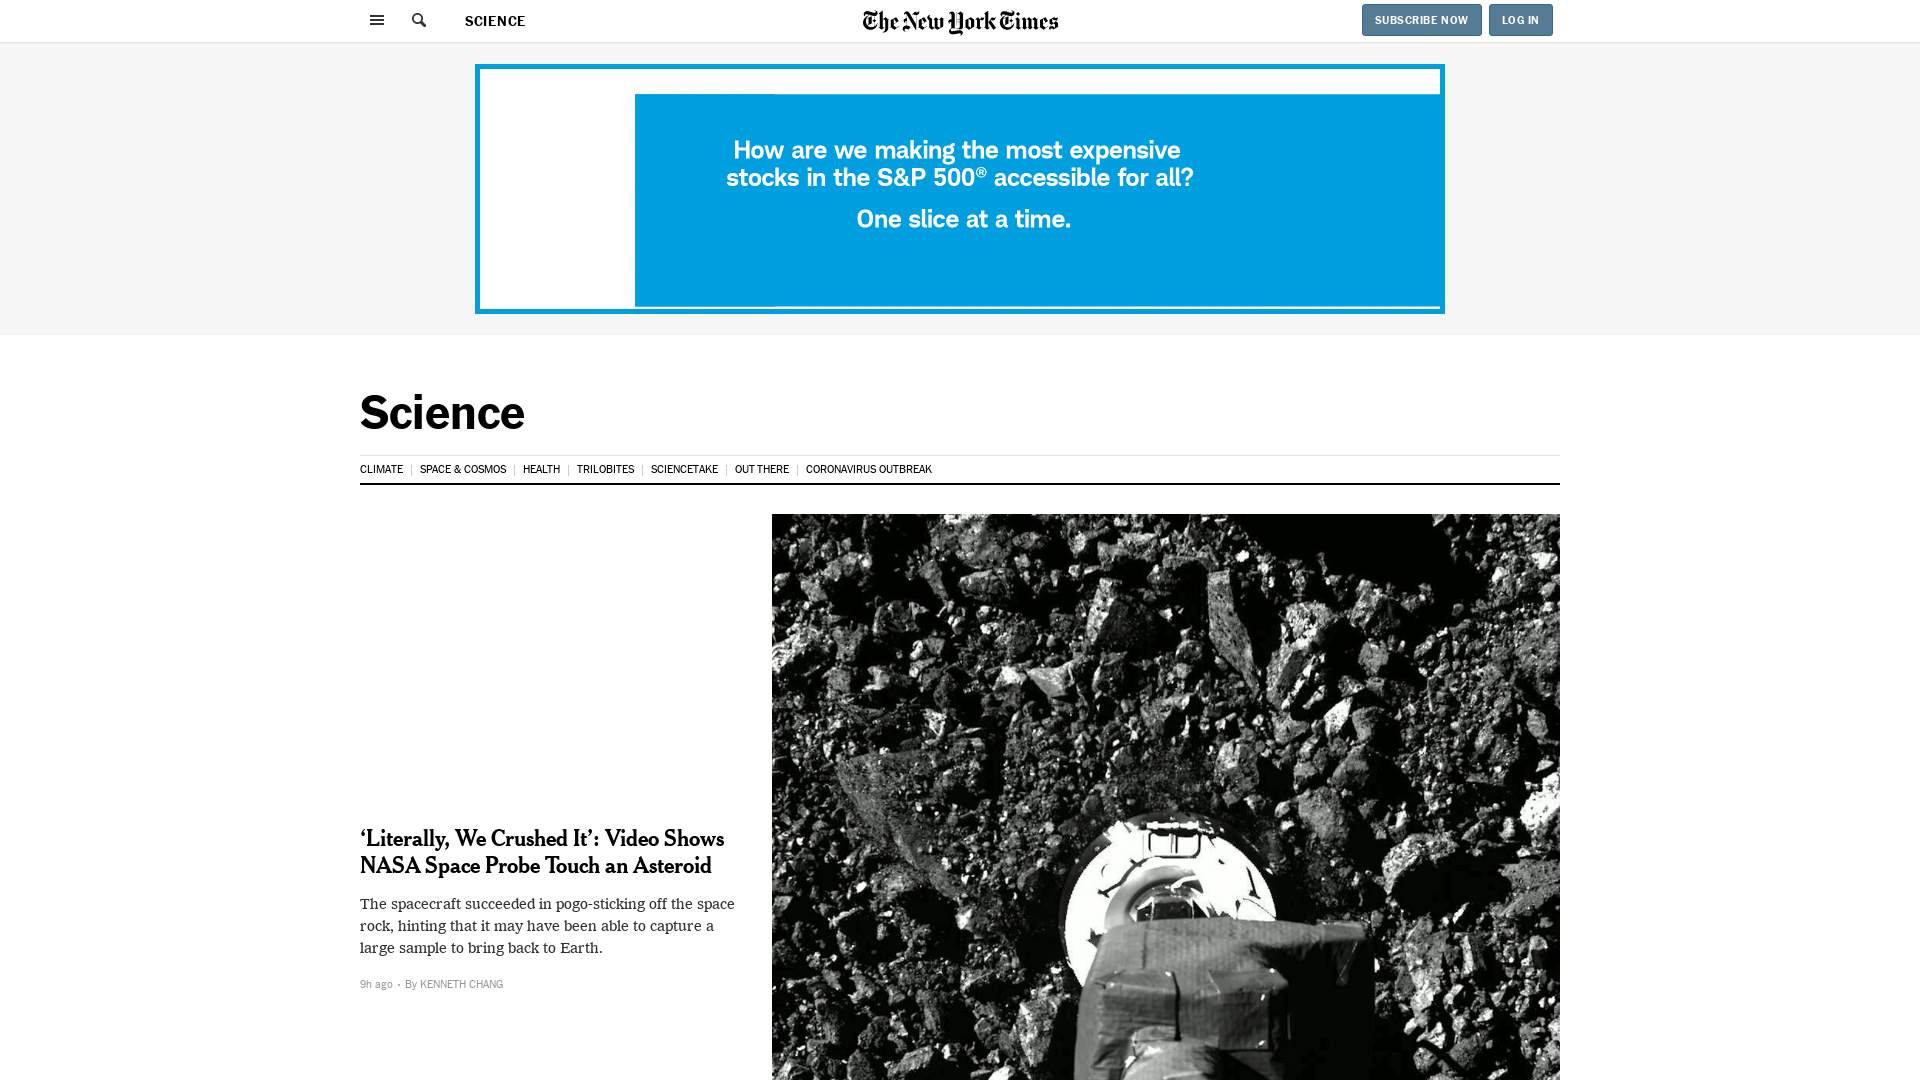 SCIENCE
The New York Times
SUBSCRIBE NOW
LOG IN
How are we making the most expensive
stocks in the S&P 500® accessible for all?
One slice at a time.
Science
CLIMATE
SPACE & COSMOS
HEALTH
TRILOBITES
SCIENCETAKE
OUT THERE
CORONAVIRUS OUTBREAK
‘Literally, We Crushed It’: Video Shows
NASA Space Probe Touch an Asteroid
The spacecraft succeeded in pogo-sticking off the space
rock, hinting that it may have been able to capture a
large sample to bring back to Earth.
9h ago • By KENNETH CHANG